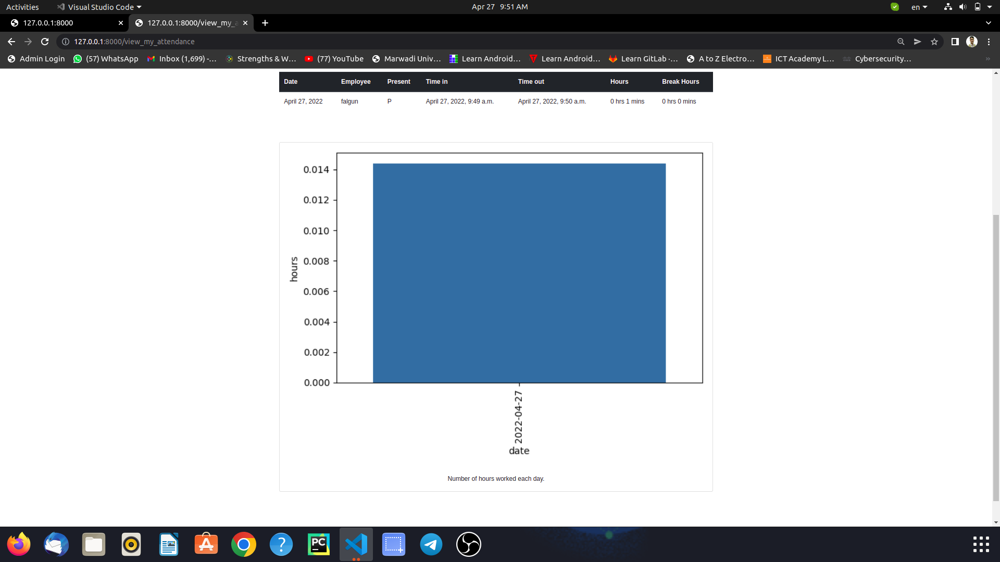 Activities Visual Studio Code Apr 27 9:51 AM en
127.0.0.1:8000 127.0.0.1:8000/view_my_a
127.0.0.1:8000/view_my_attendance
Admin Login (57) WhatsApp Inbox (1,699) -... Strengths & W... (77) YouTube Marwadi Univ... Learn Android... Learn Android... Learn GitLab ·... A to Z Electro... ICT Academy L... Cybersecurity...
Date Employee Present Time in Time out Hours Break Hours
April 27, 2022 falgun P April 27, 2022, 9:49 a.m. April 27, 2022, 9:50 a.m. 0 hrs 1 mins 0 hrs 0 mins
0.014
0.012
0.010
0.008
0.006
0.004
0.002
0.000
hours
2022-04-27
date
Number of hours worked each day.
PC